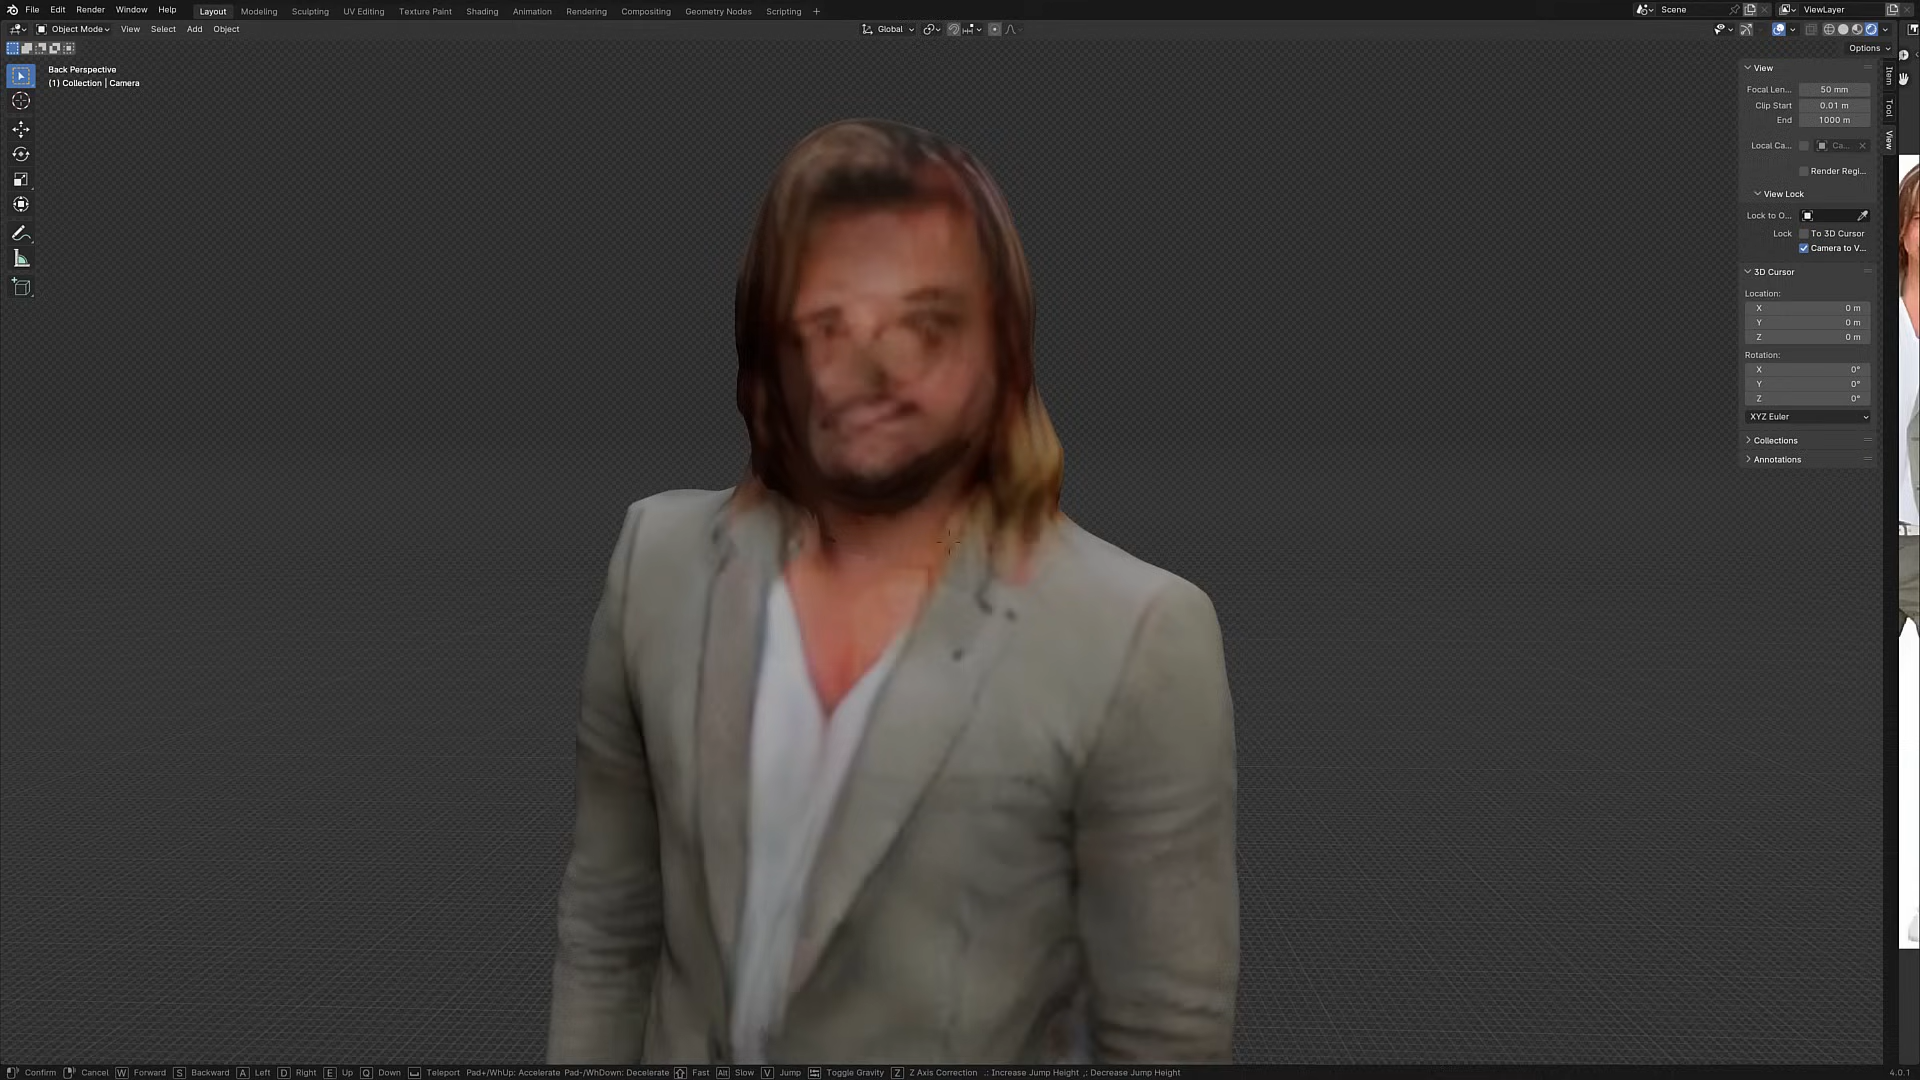 File Edit Render Window Help Layout Modeling Sculpting UV Editing Texture Paint Shading Animation Rendering Compositing Geometry Nodes Scripting + Scene ViewLayer
Object Mode View Select Add Object Global
Options
Back Perspective
(1) Collection | Camera
View
Focal Len... 50 mm
Clip Start 0.01 m
End 1000 m
Local Ca... Ca...
Render Regi...
View Lock
Lock to O...
Lock To 3D Cursor
Camera to V...
3D Cursor
Location:
X 0 m
Y 0 m
Z 0 m
Rotation:
X 0°
Y 0°
Z 0°
XYZ Euler
Collections
Annotations
Item
Tool
View
Confirm Cancel W Forward S Backward A Left D Right E Up Q Down Teleport Pad+/WhUp: Accelerate Pad-/WhDown: Decelerate Fast Alt Slow V Jump Toggle Gravity Z Z Axis Correction .: Increase Jump Height ,: Decrease Jump Height 4.0.1